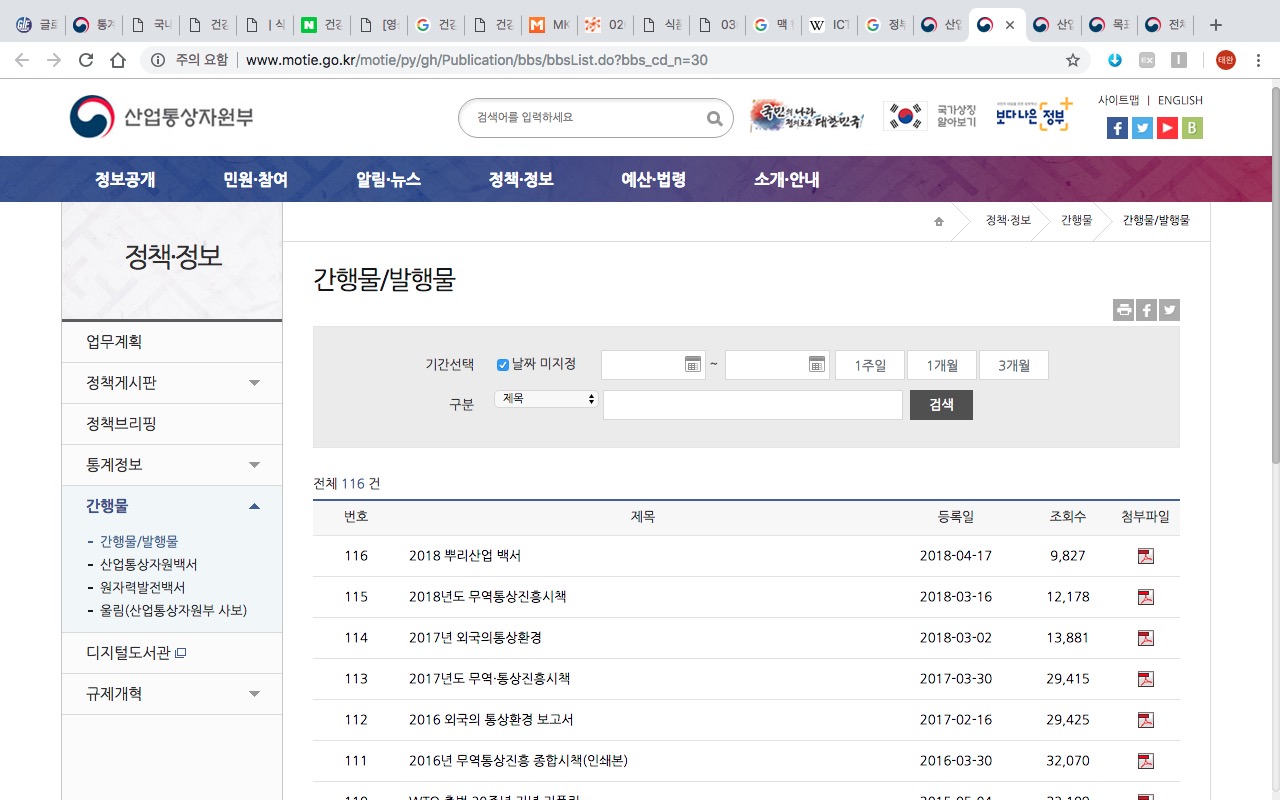 글로
통계
국내
건강
| 식
건강
[영상
건강
건강
MK
020
식품
030
맥
ICT
정부
산업
산업
목표
전체
주의 요함 | www.motie.go.kr/motie/py/gh/Publication/bbs/bbsList.do?bbs_cd_n=30
태완
산업통상자원부
검색어를 입력하세요
국민의 나라 정의로운 대한민국
국가상징
알아보기
보다나은 정부
사이트맵 | ENGLISH
정보공개 민원·참여 알림·뉴스 정책·정보 예산·법령 소개·안내
정책·정보 간행물 간행물/발행물
정책·정보
업무계획
정책게시판
정책브리핑
통계정보
간행물
- 간행물/발행물
- 산업통상자원백서
- 원자력발전백서
- 울림(산업통상자원부 사보)
디지털도서관
규제개혁
간행물/발행물
기간선택 날짜 미지정 ~ 1주일 1개월 3개월
구분 제목 검색
전체 116 건
번호 제목 등록일 조회수 첨부파일
116 2018 뿌리산업 백서 2018-04-17 9,827
115 2018년도 무역통상진흥시책 2018-03-16 12,178
114 2017년 외국의통상환경 2018-03-02 13,881
113 2017년도 무역·통상진흥시책 2017-03-30 29,415
112 2016 외국의 통상환경 보고서 2017-02-16 29,425
111 2016년 무역통상진흥 종합시책(인쇄본) 2016-03-30 32,070